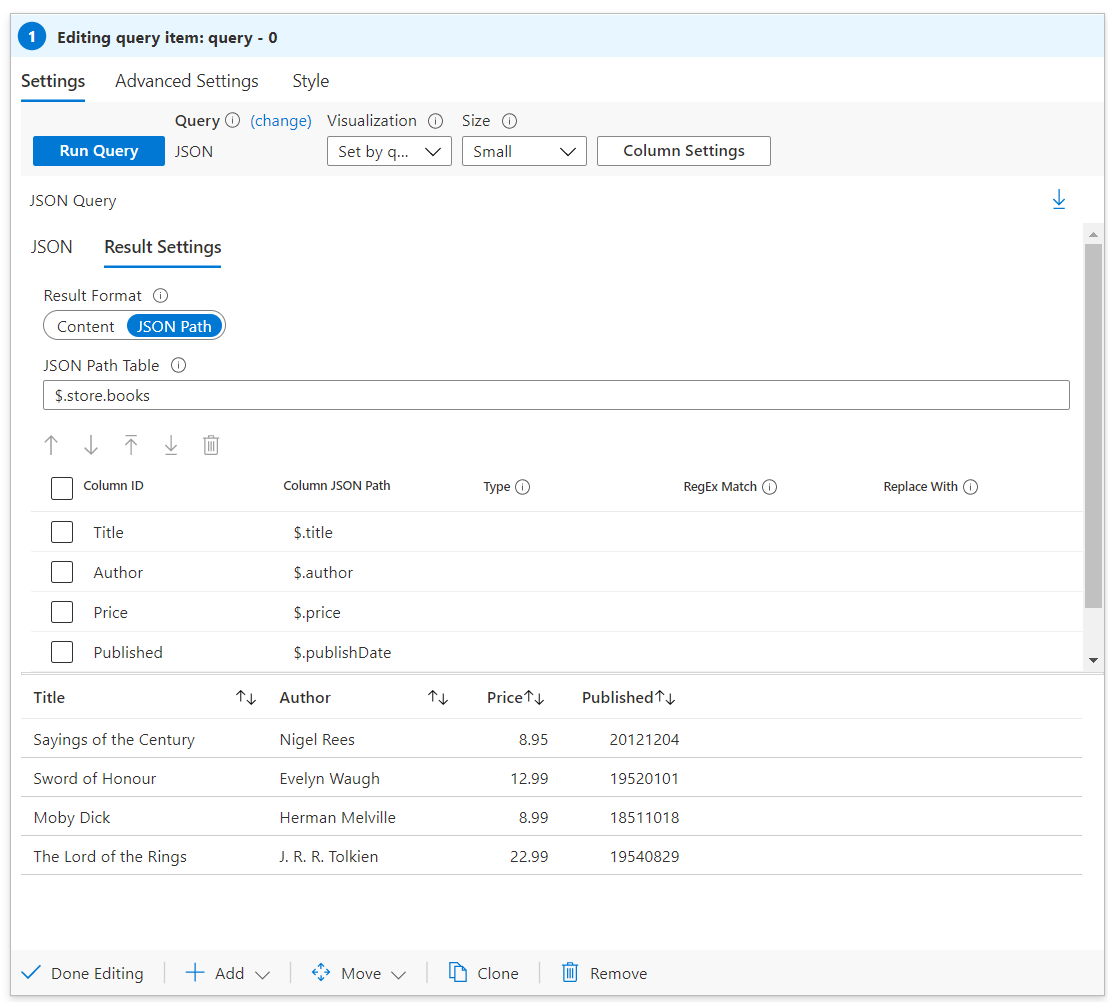 1 Editing query item: query - 0
Settings Advanced Settings Style
Query (change) Visualization Size
Run Query JSON Set by q... Small Column Settings
JSON Query
JSON Result Settings
Result Format
Content JSON Path
JSON Path Table
$.store.books
Column ID Column JSON Path Type RegEx Match Replace With
Title $.title
Author $.author
Price $.price
Published $.publishDate
Title Author Price Published
Sayings of the Century Nigel Rees 8.95 20121204
Sword of Honour Evelyn Waugh 12.99 19520101
Moby Dick Herman Melville 8.99 18511018
The Lord of the Rings J. R. R. Tolkien 22.99 19540829
Done Editing Add Move Clone Remove